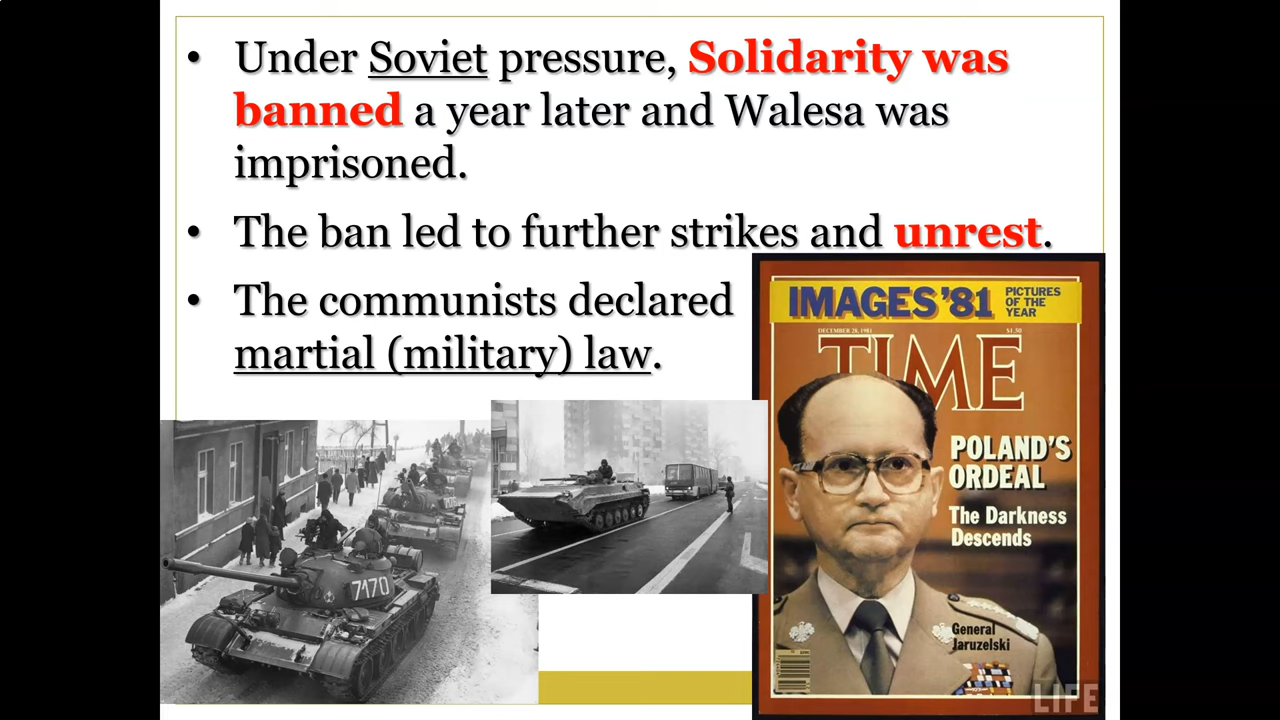 • Under Soviet pressure, Solidarity was
banned a year later and Walesa was
imprisoned.
• The ban led to further strikes and unrest.
• The communists declared
martial (military) law.
IMAGES '81
PICTURES
OF THE
YEAR
DECEMBER 28, 1981
$1.50
TIME
POLAND'S
ORDEAL
The Darkness
Descends
General
Jaruzelski
LIFE
7170